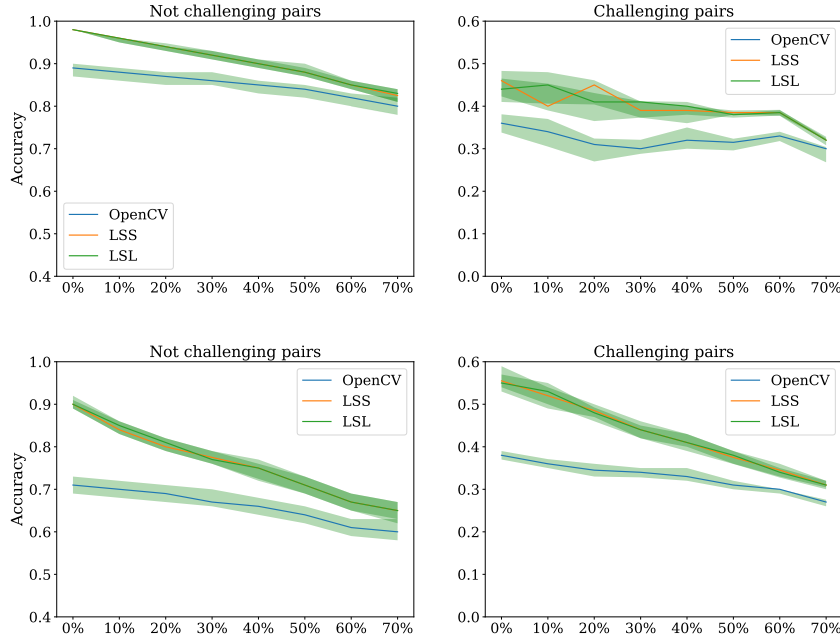 Not challenging pairs
Challenging pairs
Accuracy
1.0
0.9
0.8
0.7
0.6
0.5
0.4
OpenCV
LSS
LSL
0% 10% 20% 30% 40% 50% 60% 70%
0.6
0.5
0.4
0.3
0.2
0.1
0.0
OpenCV
LSS
LSL
0% 10% 20% 30% 40% 50% 60% 70%
Not challenging pairs
Challenging pairs
Accuracy
1.0
0.9
0.8
0.7
0.6
0.5
0.4
OpenCV
LSS
LSL
0% 10% 20% 30% 40% 50% 60% 70%
0.6
0.5
0.4
0.3
0.2
0.1
0.0
OpenCV
LSS
LSL
0% 10% 20% 30% 40% 50% 60% 70%